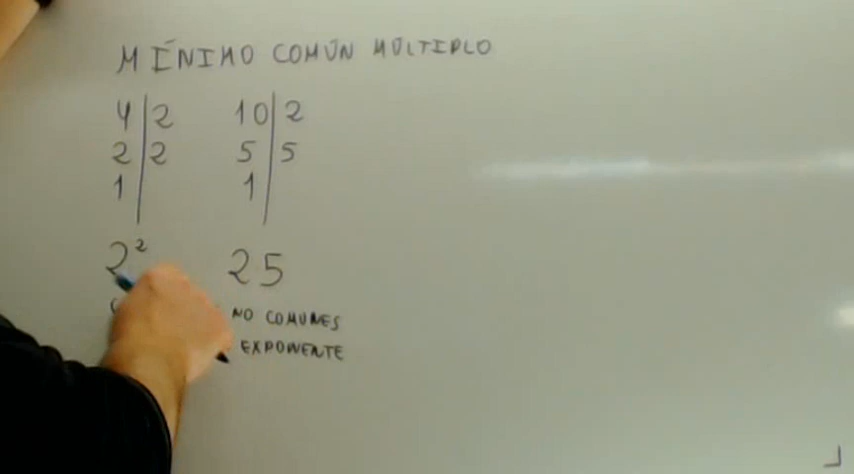 MÍNIMO COMÚN MÚLTIPLO
4 2 10 2
2 2 5 5
1 1
2² 2 5
NO COMUNES
EXPONENTE